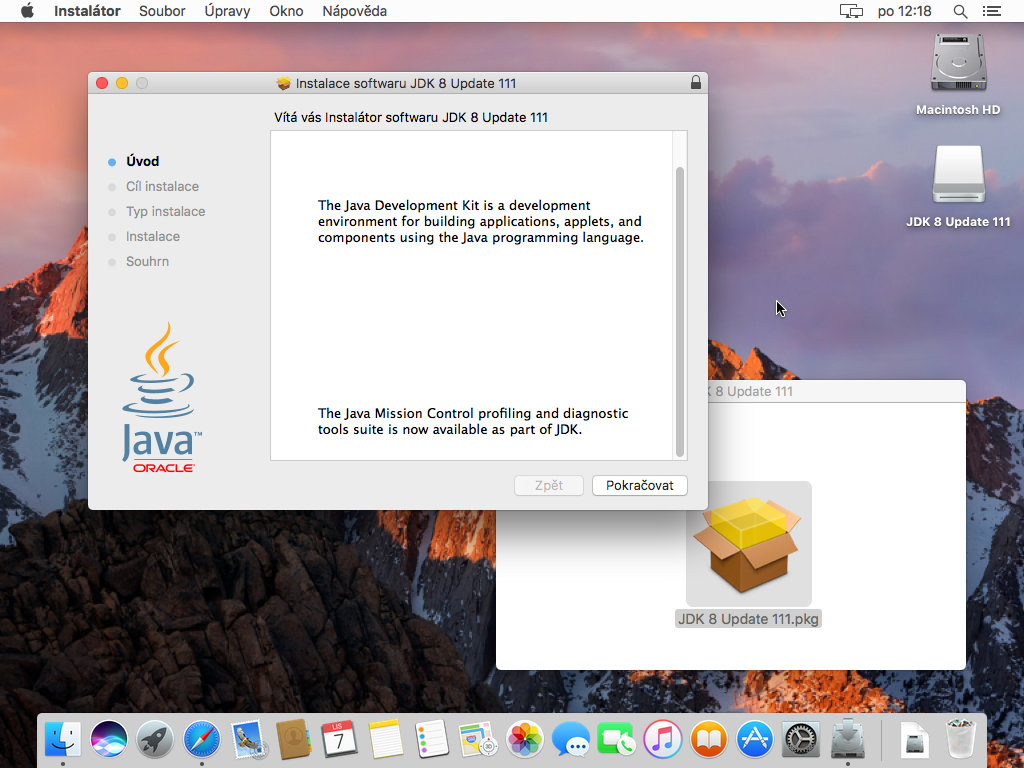 Instalátor Soubor Úpravy Okno Nápověda po 12:18
Macintosh HD
JDK 8 Update 111
Instalace softwaru JDK 8 Update 111
Vítá vás Instalátor softwaru JDK 8 Update 111
Úvod
Cíl instalace
Typ instalace
Instalace
Souhrn
The Java Development Kit is a development
environment for building applications, applets, and
components using the Java programming language.
The Java Mission Control profiling and diagnostic
tools suite is now available as part of JDK.
Java™
ORACLE
Zpět Pokračovat
8 Update 111
JDK 8 Update 111.pkg
7